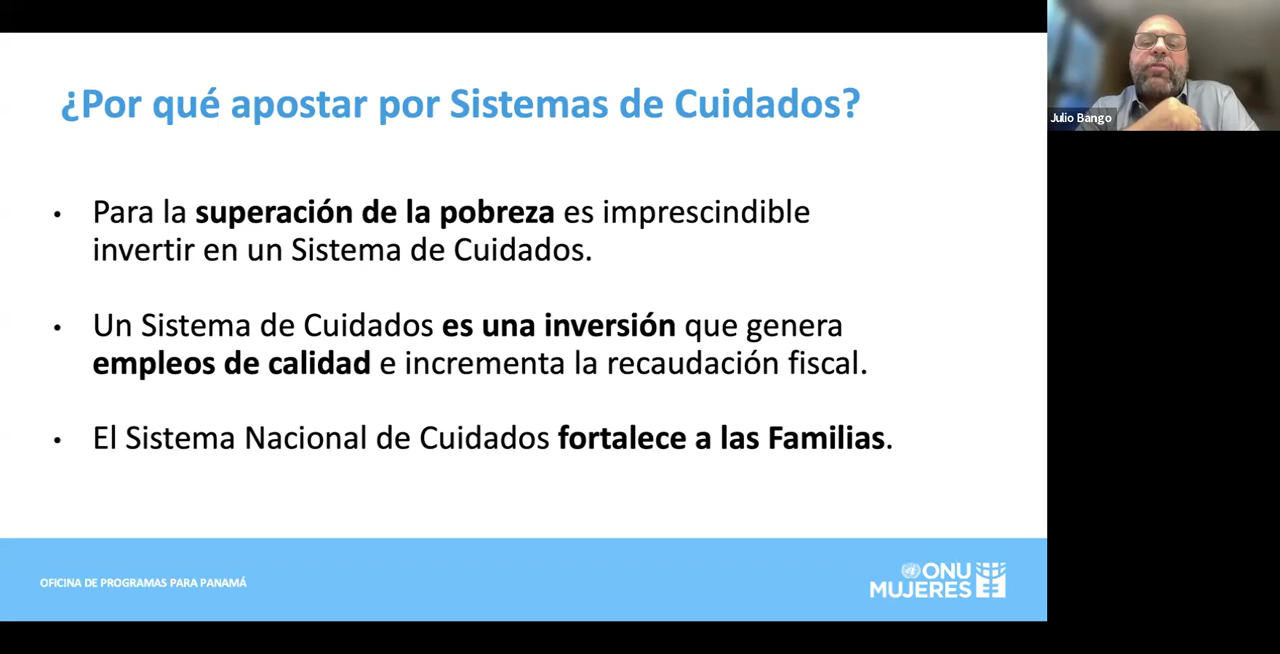 ¿Por qué apostar por Sistemas de Cuidados?
Julio Bango
• Para la superación de la pobreza es imprescindible
invertir en un Sistema de Cuidados.
• Un Sistema de Cuidados es una inversión que genera
empleos de calidad e incrementa la recaudación fiscal.
• El Sistema Nacional de Cuidados fortalece a las Familias.
OFICINA DE PROGRAMAS PARA PANAMÁ
ONU
MUJERES